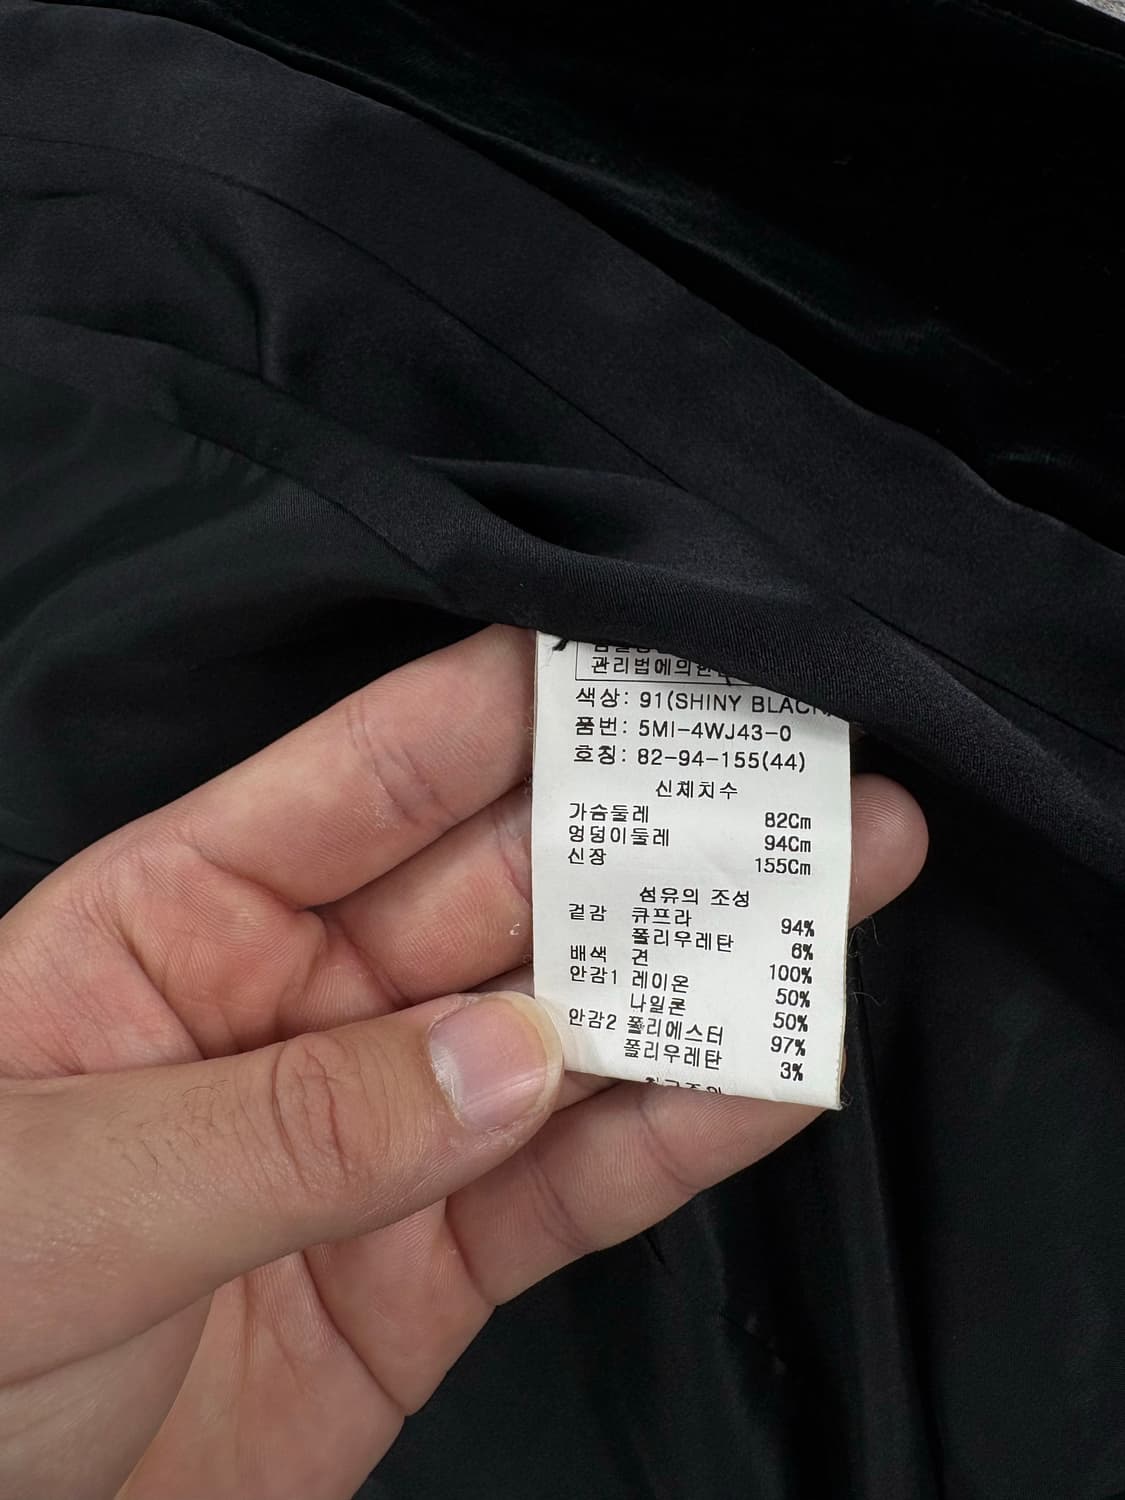 관리법에의한
색상: 91(SHINY BLACK)
품번: 5MI-4WJ43-0
호칭: 82-94-155(44)
신체치수
가슴둘레 82Cm
엉덩이둘레 94Cm
신장 155Cm
섬유의 조성
겉감 큐프라 94%
폴리우레탄 6%
배색 견 100%
안감1 레이온 50%
나일론 50%
안감2 폴리에스터 97%
폴리우레탄 3%